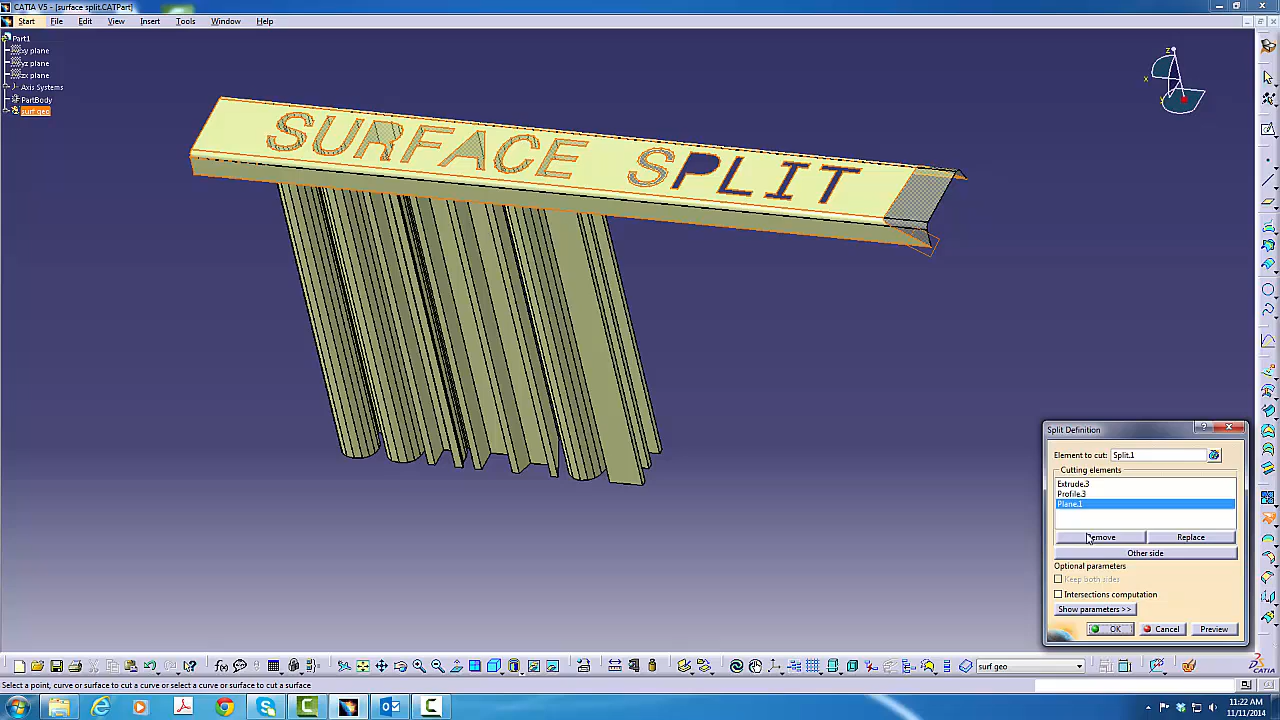 CATIA V5 - [surface split.CATPart]
Start File Edit View Insert Tools Window Help
Part1
xy plane
yz plane
zx plane
Axis Systems
PartBody
surf geo
z
x
SURFACE SPLIT
Split Definition
Element to cut: Split.1
Cutting elements
Extrude.3
Profile.3
Plane.1
Remove Replace
Other side
Optional parameters
Keep both sides
Intersections computation
Show parameters >>
OK Cancel Preview
surf geo
CATIA
Select a point, curve or surface to cut a curve or select a curve or surface to cut a surface
11:22 AM
11/11/2014